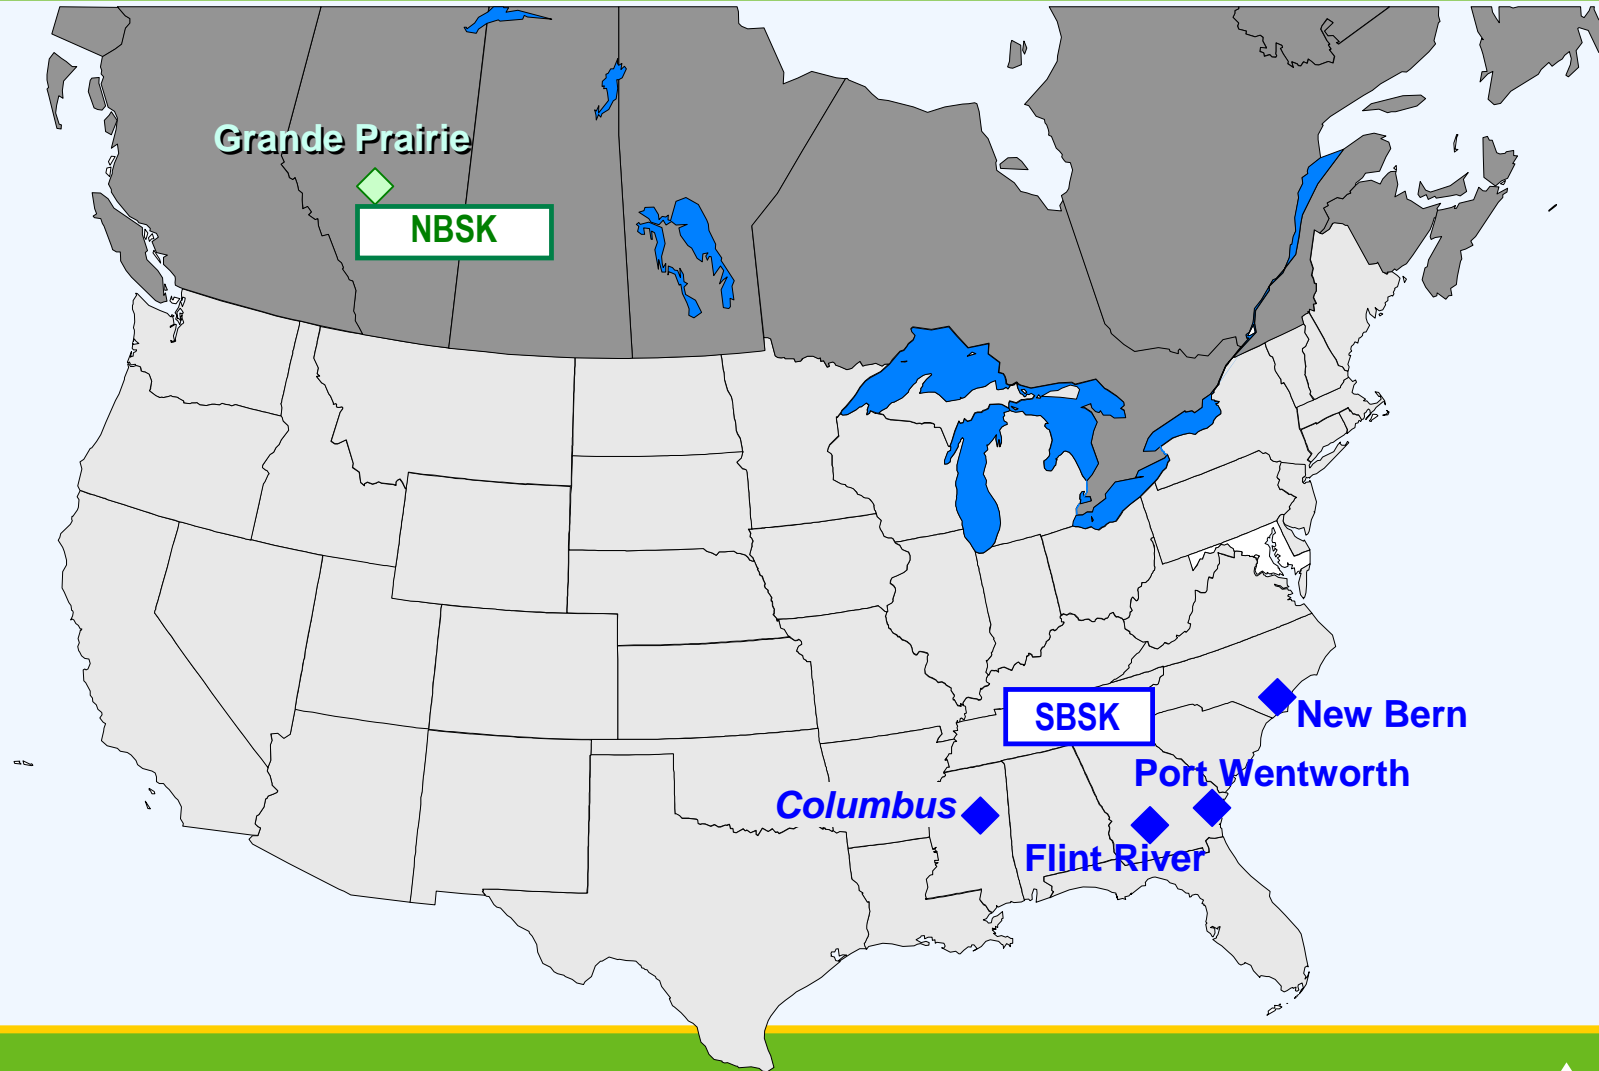 Grande Prairie
NBSK
SBSK
New Bern
Port Wentworth
Columbus
Flint River